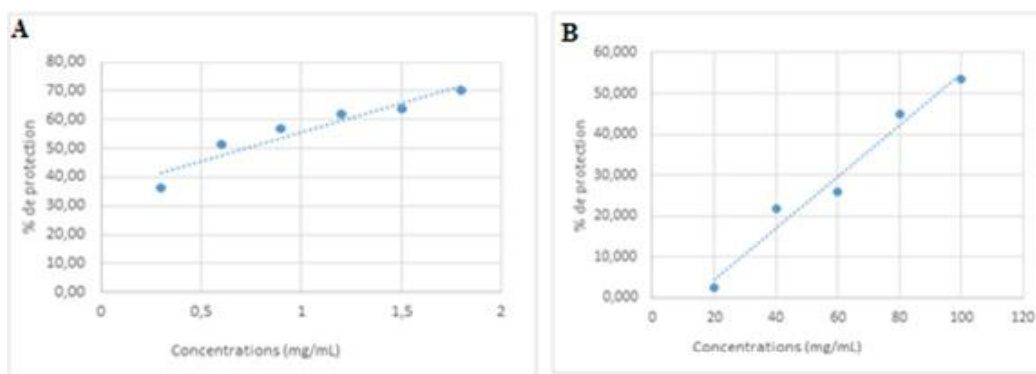 A
% de protection
80,00
70,00
60,00
50,00
40,00
30,00
20,00
10,00
0,00
0 0,5 1 1,5 2
Concentrations (mg/mL)
B
% de protection
60,000
50,000
40,000
30,000
20,000
10,000
0,000
0 20 40 60 80 100 120
Concentrations (mg/mL)